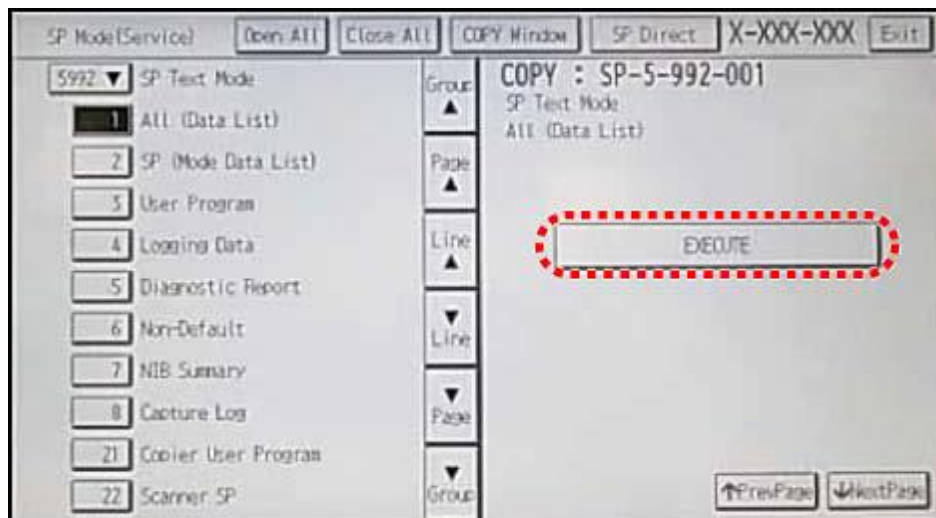 SP Mode(Service) Open All Close All COPY Window SP Direct X-XXX-XXX Exit
5992 ▼ SP Text Mode
1 All (Data List)
2 SP (Mode Data List)
3 User Program
4 Logging Data
5 Diagnostic Report
6 Non-Default
7 NIB Summary
8 Capture Log
21 Copier User Program
22 Scanner SP
Group ▲
Page ▲
Line ▲
▼ Line
▼ Page
▼ Group
COPY : SP-5-992-001
SP Text Mode
All (Data List)
EXECUTE
↑PrevPage ↓NextPage